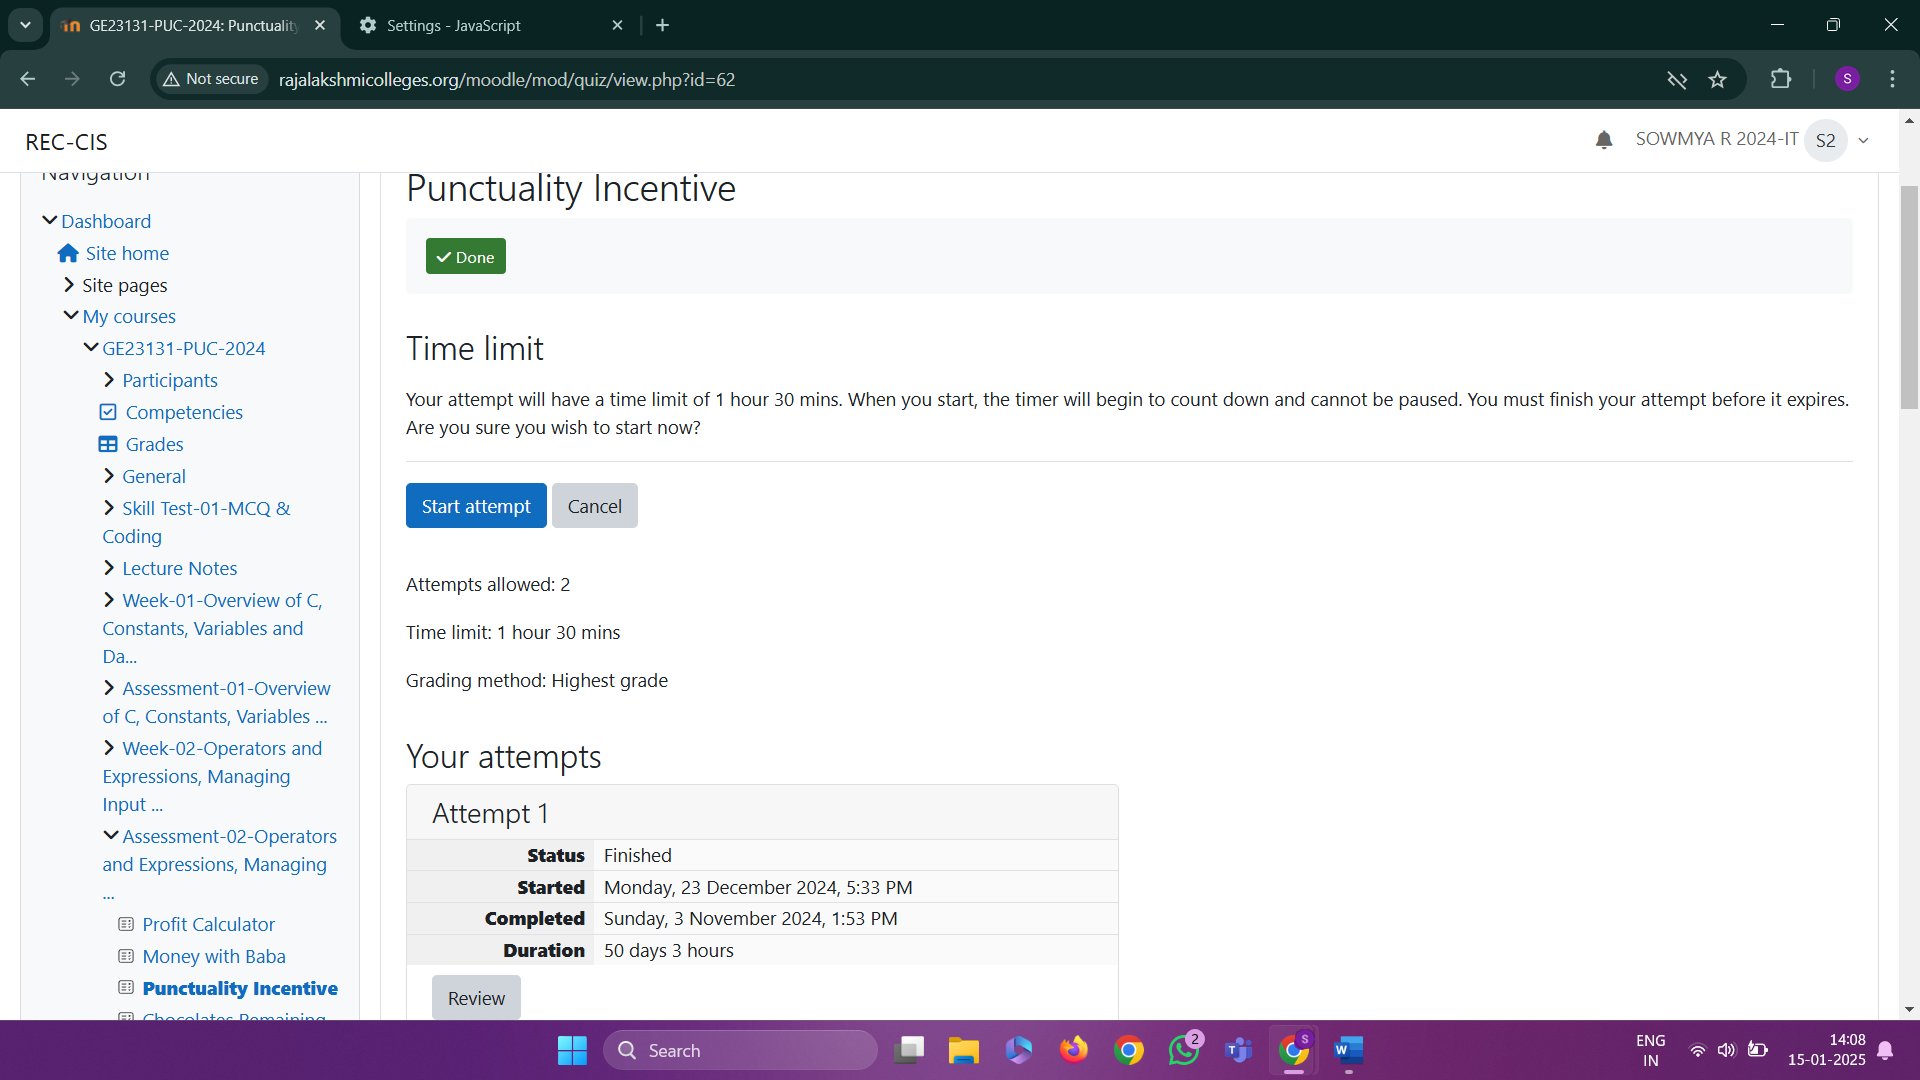 GE23131-PUC-2024: Punctuality
Settings - JavaScript
Not secure
rajalakshmicolleges.org/moodle/mod/quiz/view.php?id=62
S
REC-CIS
SOWMYA R 2024-IT
S2
Navigation
Dashboard
Site home
Site pages
My courses
GE23131-PUC-2024
Participants
Competencies
Grades
General
Skill Test-01-MCQ &
Coding
Lecture Notes
Week-01-Overview of C,
Constants, Variables and
Da...
Assessment-01-Overview
of C, Constants, Variables ...
Week-02-Operators and
Expressions, Managing
Input ...
Assessment-02-Operators
and Expressions, Managing
...
Profit Calculator
Money with Baba
Punctuality Incentive
Chocolates Remaining
Punctuality Incentive
Done
Time limit
Your attempt will have a time limit of 1 hour 30 mins. When you start, the timer will begin to count down and cannot be paused. You must finish your attempt before it expires.
Are you sure you wish to start now?
Start attempt
Cancel
Attempts allowed: 2
Time limit: 1 hour 30 mins
Grading method: Highest grade
Your attempts
Attempt 1
Status Finished
Started Monday, 23 December 2024, 5:33 PM
Completed Sunday, 3 November 2024, 1:53 PM
Duration 50 days 3 hours
Review
Search
2
T
S
W
ENG
IN
14:08
15-01-2025